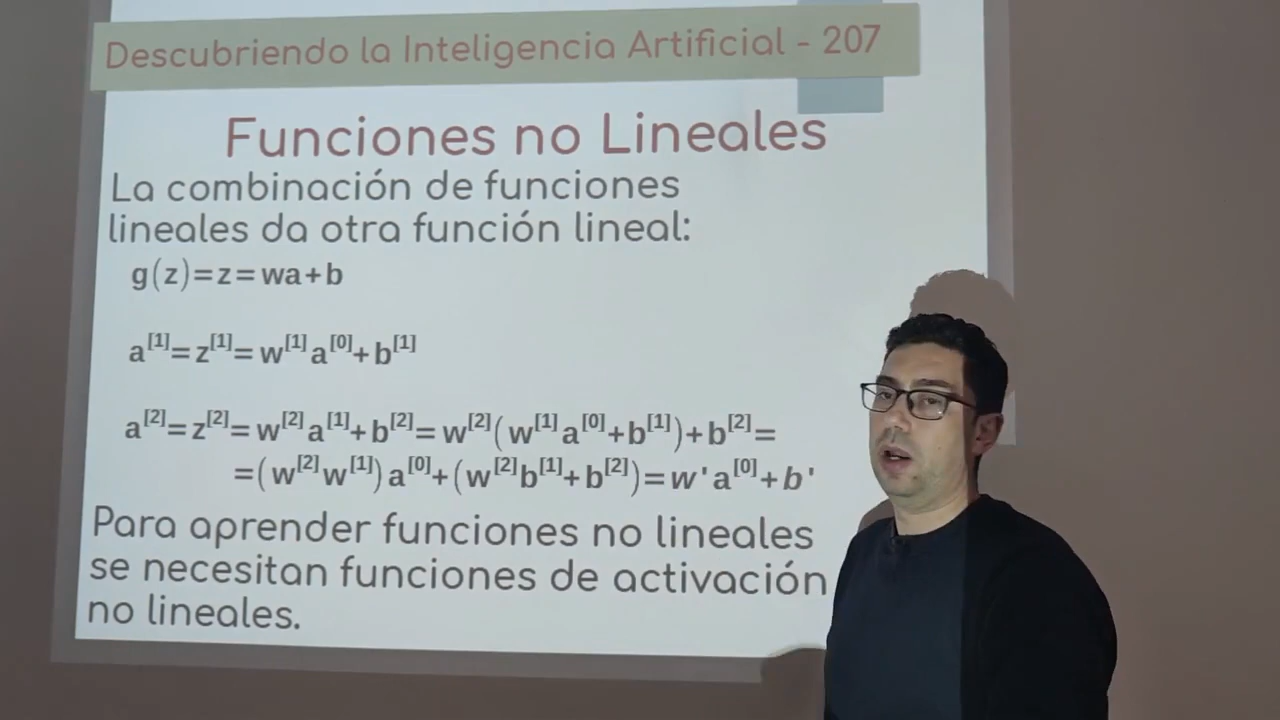 Descubriendo la Inteligencia Artificial - 207
Funciones no Lineales
La combinación de funciones
lineales da otra función lineal:
g(z)=z=wa+b
a^[1]=z^[1]=w^[1]a^[0]+b^[1]
a^[2]=z^[2]=w^[2]a^[1]+b^[2]=w^[2](w^[1]a^[0]+b^[1])+b^[2]=
=(w^[2]w^[1])a^[0]+(w^[2]b^[1]+b^[2])=w'a^[0]+b'
Para aprender funciones no lineales
se necesitan funciones de activación
no lineales.